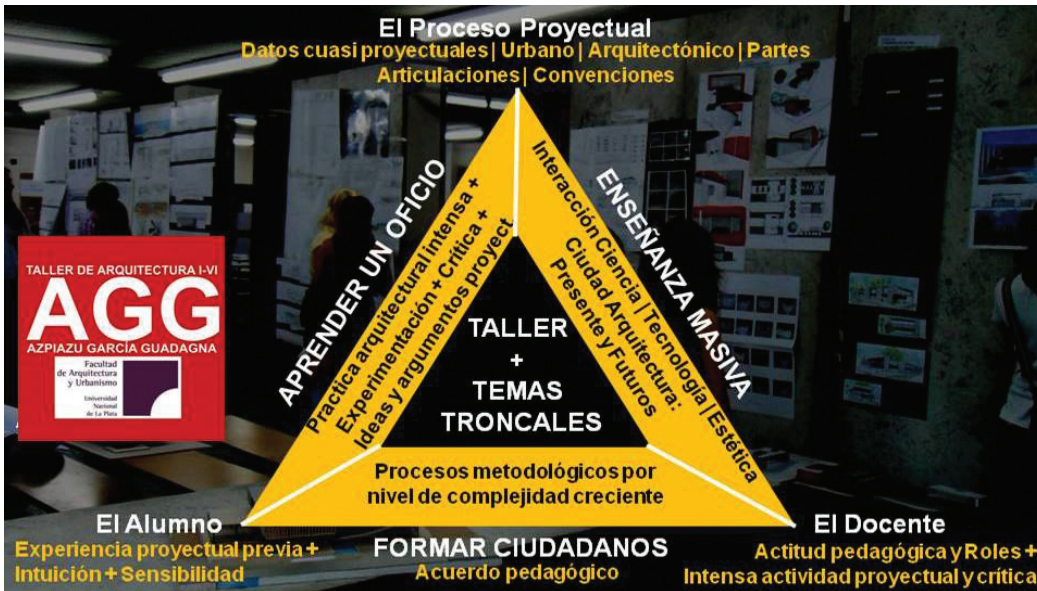 El Proceso Proyectual
Datos cuasi proyectuales | Urbano | Arquitectónico | Partes
Articulaciones | Convenciones
APRENDER UN OFICIO
Practica arquitectural intensa +
Experimentación + Crítica +
Ideas y argumentos proyect
ENSEÑANZA MASIVA
Interacción Ciencia | Tecnología | Estética
Ciudad Arquitectura:
Presente y Futuros
TALLER DE ARQUITECTURA I-VI
AGG
AZPIAZU GARCÍA GUADAGNA
Facultad
de Arquitectura
y Urbanismo
Universidad
Nacional
de La Plata
TALLER
+
TEMAS
TRONCALES
Procesos metodológicos por
nivel de complejidad creciente
El Alumno
Experiencia proyectual previa +
Intuición + Sensibilidad
FORMAR CIUDADANOS
Acuerdo pedagógico
El Docente
Actitud pedagógica y Roles +
Intensa actividad proyectual y crítica